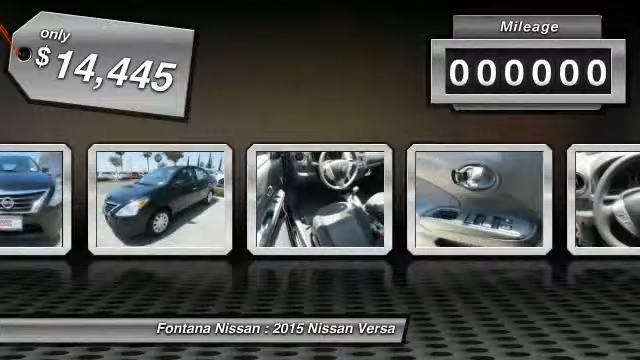 only
$14,445
Mileage
000000
Fontana Nissan : 2015 Nissan Versa